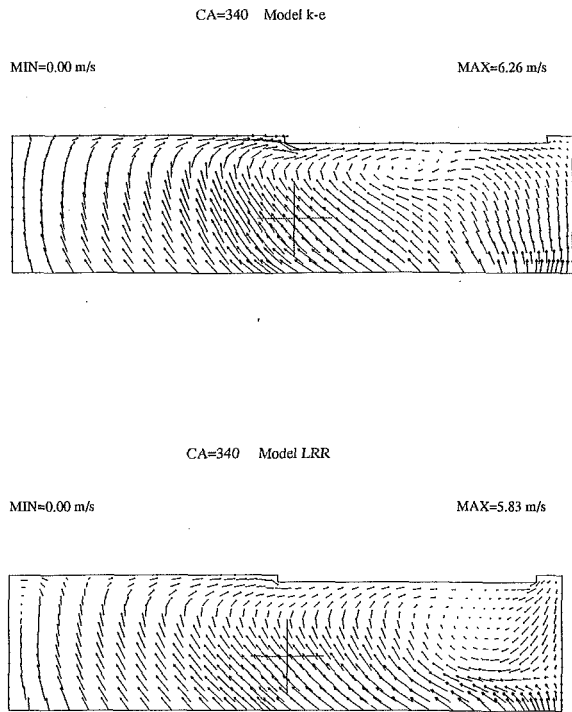 CA=340 Model k-e
MIN=0.00 m/s MAX=6.26 m/s
CA=340 Model LRR
MIN=0.00 m/s MAX=5.83 m/s